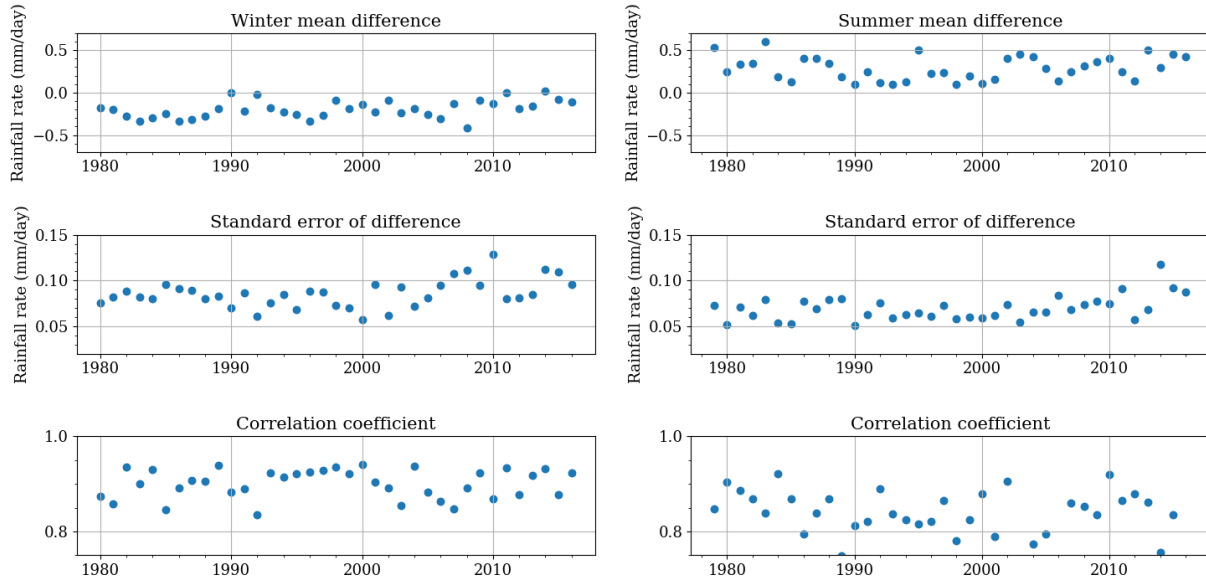 Winter mean difference
Rainfall rate (mm/day)
0.5
0.0
−0.5
1980 1990 2000 2010
Summer mean difference
Rainfall rate (mm/day)
0.5
0.0
−0.5
1980 1990 2000 2010
Standard error of difference
Rainfall rate (mm/day)
0.15
0.10
0.05
1980 1990 2000 2010
Standard error of difference
Rainfall rate (mm/day)
0.15
0.10
0.05
1980 1990 2000 2010
Correlation coefficient
1.0
0.8
1980 1990 2000 2010
Correlation coefficient
1.0
0.8
1980 1990 2000 2010